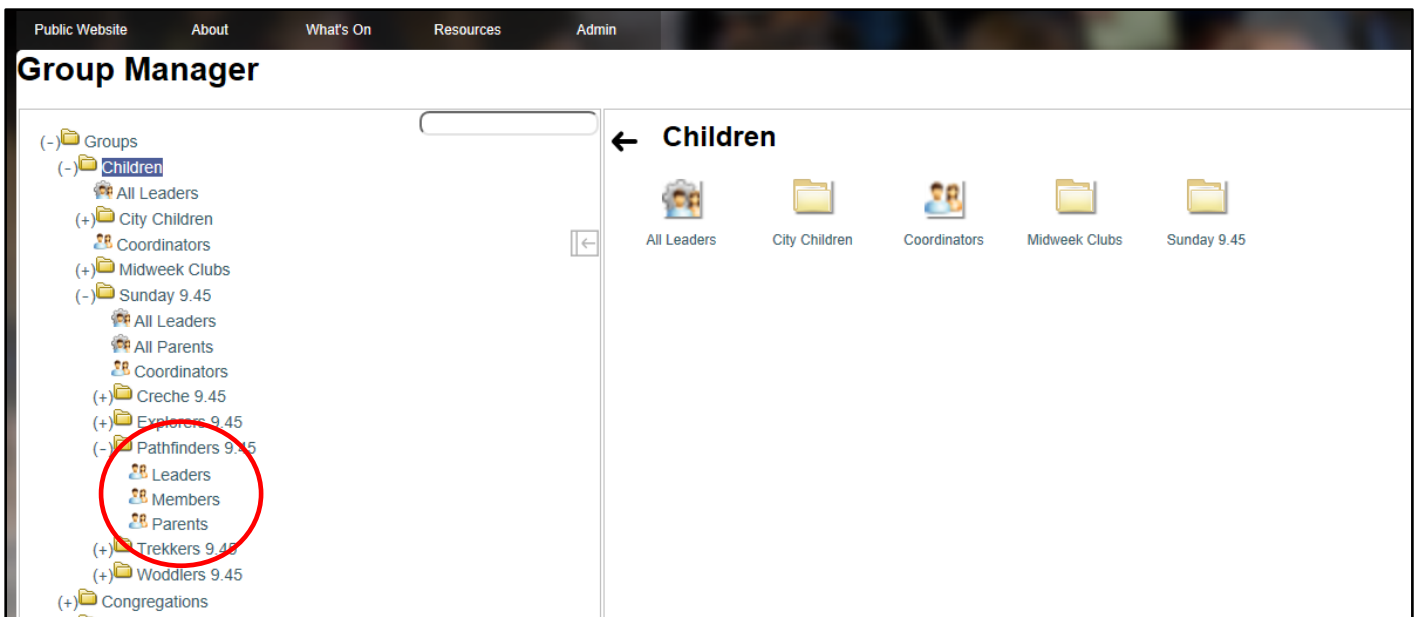 Public Website About What's On Resources Admin
Group Manager
(-) Groups
(-) Children
All Leaders
(+) City Children
Coordinators
(+) Midweek Clubs
(-) Sunday 9.45
All Leaders
All Parents
Coordinators
(+) Creche 9.45
(+) Explorers 9.45
(-) Pathfinders 9.45
Leaders
Members
Parents
(+) Trekkers 9.45
(+) Woddlers 9.45
(+) Congregations
← Children
All Leaders City Children Coordinators Midweek Clubs Sunday 9.45